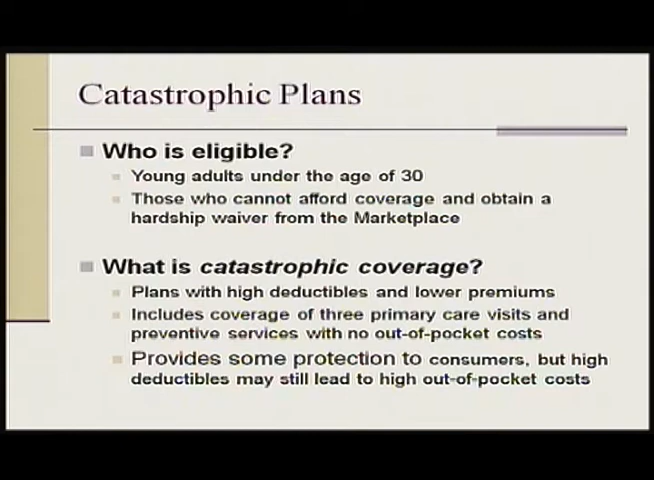 Catastrophic Plans
Who is eligible?
Young adults under the age of 30
Those who cannot afford coverage and obtain a
hardship waiver from the Marketplace
What is catastrophic coverage?
Plans with high deductibles and lower premiums
Includes coverage of three primary care visits and
preventive services with no out-of-pocket costs
Provides some protection to consumers, but high
deductibles may still lead to high out-of-pocket costs